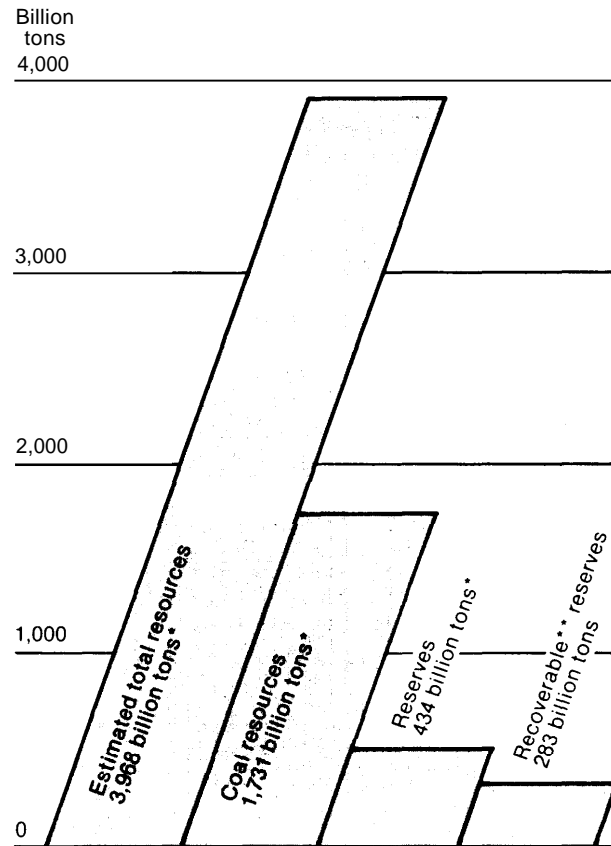 Billion
tons
4,000
3,000
2,000
1,000
0
Estimated total resources
3,968 billion tons*
Coal resources
1,731 billion tons*
Reserves
434 billion tons*
Recoverable** reserves
283 billion tons